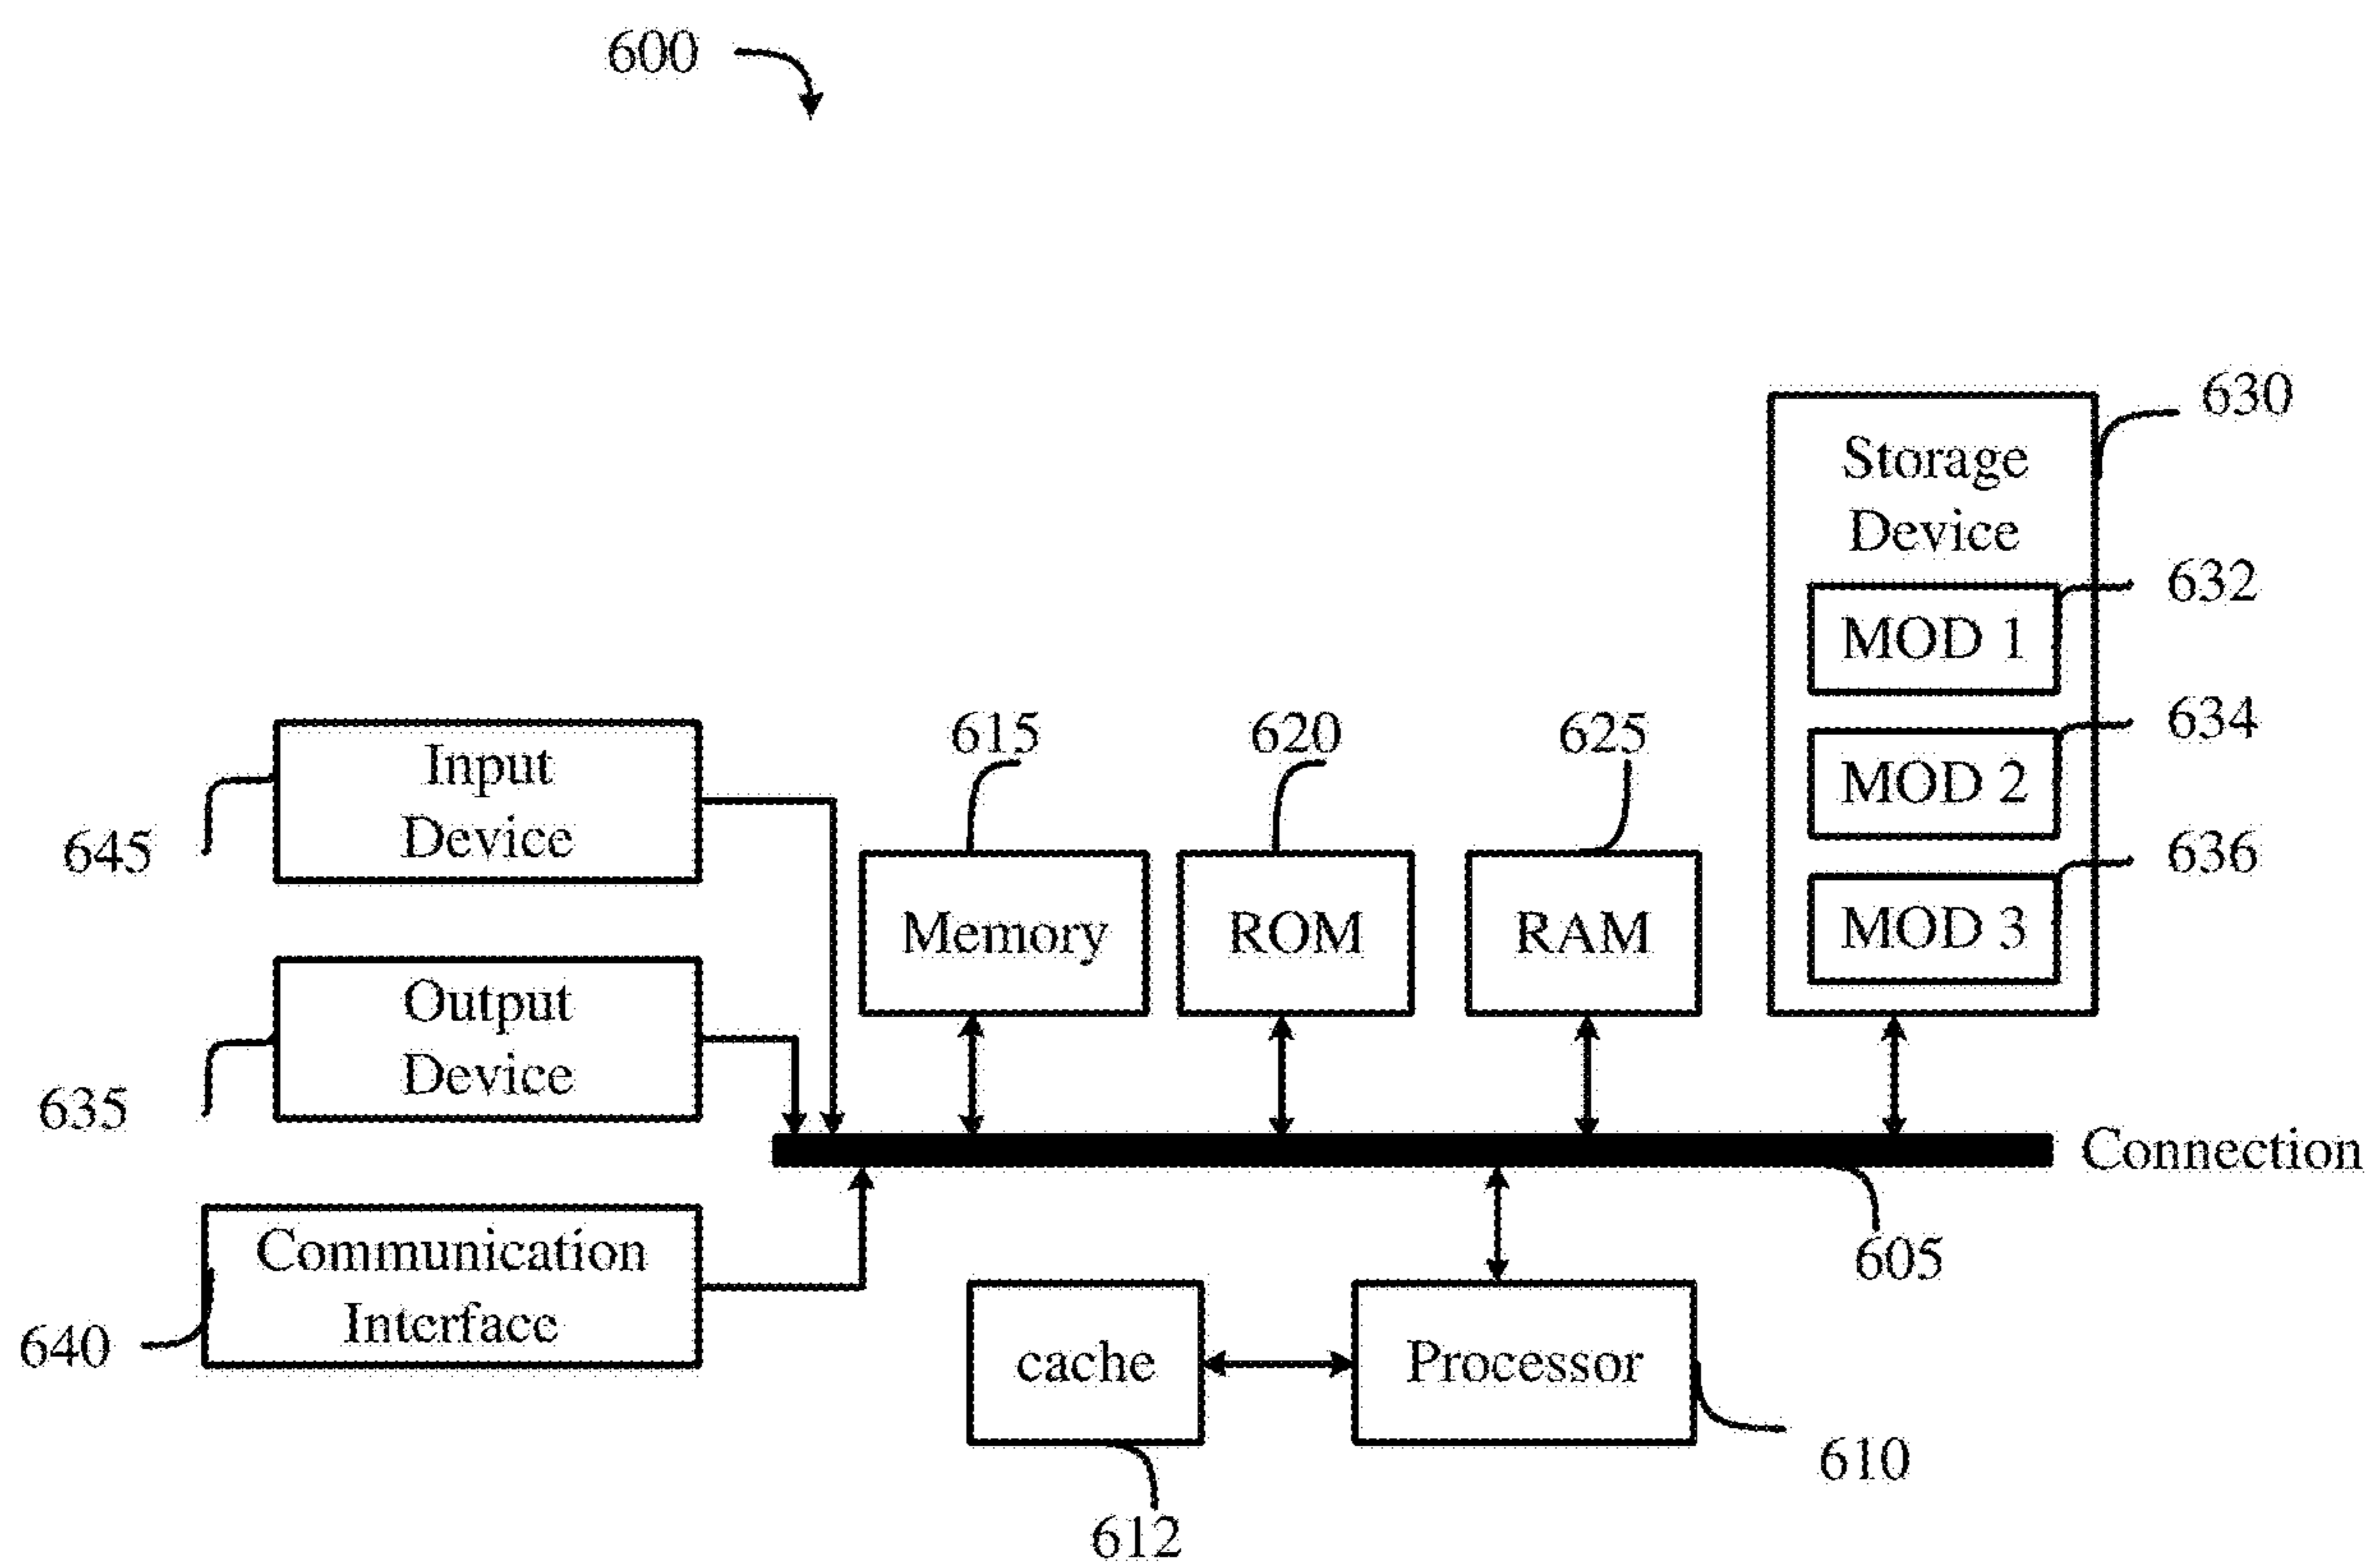 600
630
Storage
Device
632
MOD 1
634
MOD 2
636
MOD 3
615
620
625
Input
Device
645
Memory
ROM
RAM
Output
Device
635
Connection
605
Communication
Interface
640
cache
Processor
610
612